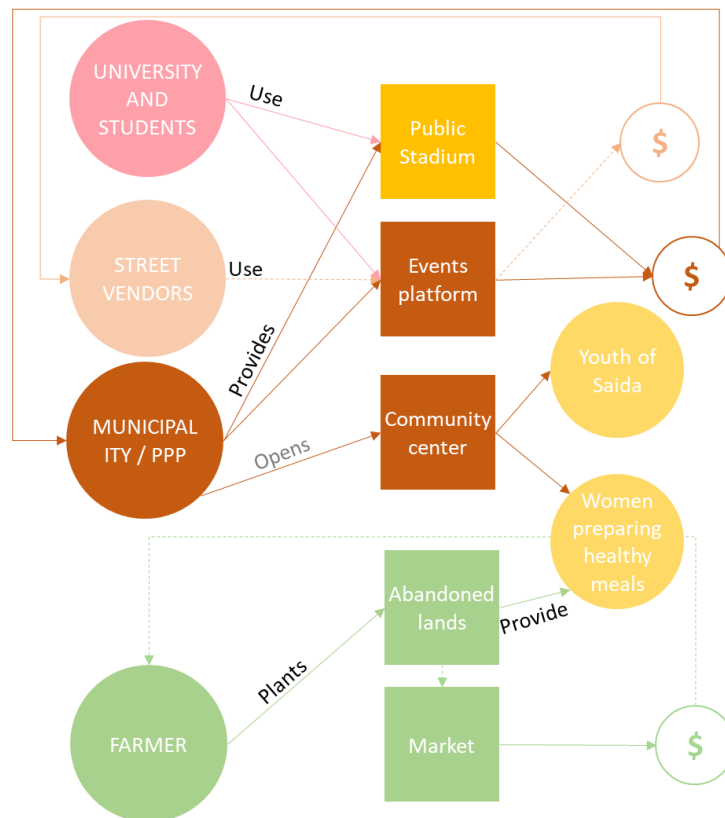 UNIVERSITY
AND
STUDENTS
Use
Public
Stadium
$
STREET
VENDORS
Use
Events
platform
$
Provides
Youth of
Saida
MUNICIPAL
ITY / PPP
Opens
Community
center
Women
preparing
healthy
meals
Abandoned
lands
Provide
Plants
FARMER
Market
$